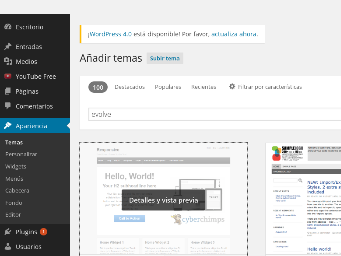 Escritorio
Entradas
Medios
YouTube Free
Páginas
Comentarios
Apariencia
Temas
Personalizar
Widgets
Menús
Cabecera
Fondo
Editor
Plugins 1
Usuarios
¡WordPress 4.0 está disponible! Por favor, actualiza ahora.
Añadir temas Subir tema
100 Destacados Populares Recientes Filtrar por características
evolve
Responsive
Hello, World!
Detalles y vista previa
cyberchimps
Hello world